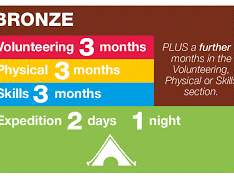 BRONZE
Volunteering 3 months
Physical 3 months
Skills 3 months
Expedition 2 days 1 night
PLUS a further
months in the
Volunteering,
Physical or Skills
section.